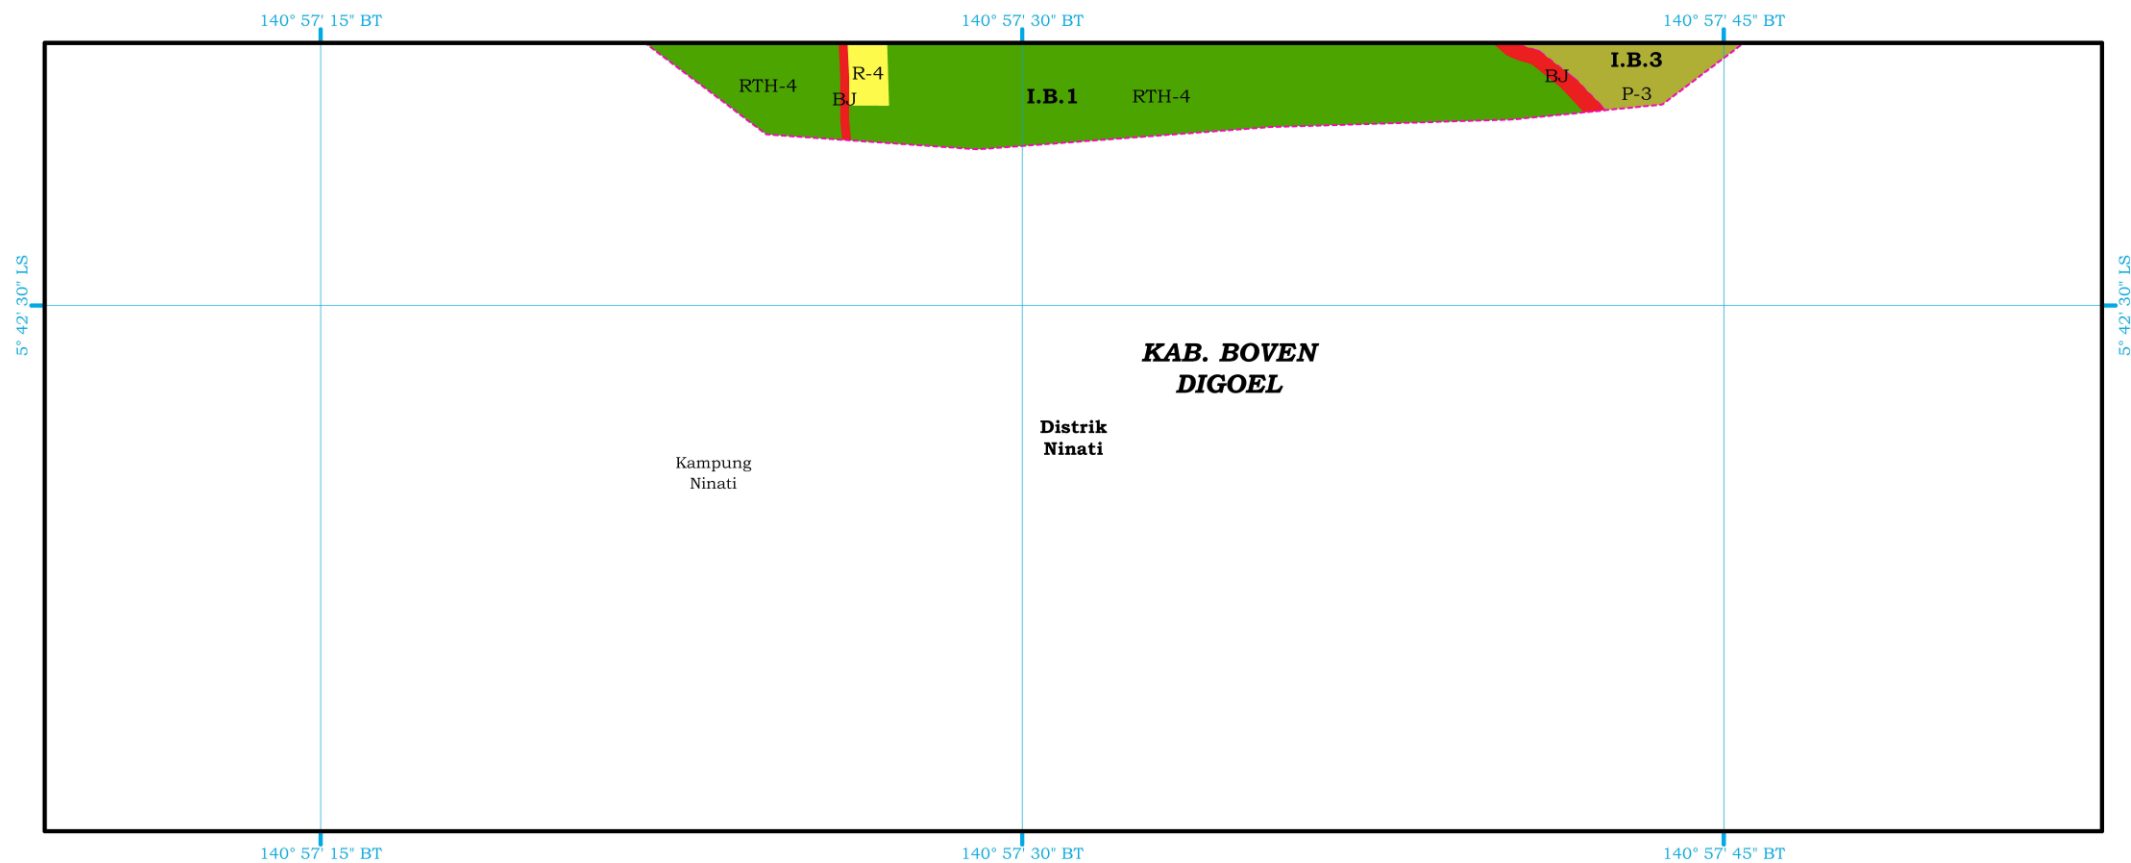 140° 57' 15" BT
140° 57' 30" BT
140° 57' 45" BT
I.B.3
R-4
BJ
RTH-4
P-3
I.B.1
RTH-4
BJ
5° 42' 30" LS
5° 42' 30" LS
KAB. BOVEN
DIGOEL
Distrik
Ninati
Kampung
Ninati
140° 57' 15" BT
140° 57' 30" BT
140° 57' 45" BT